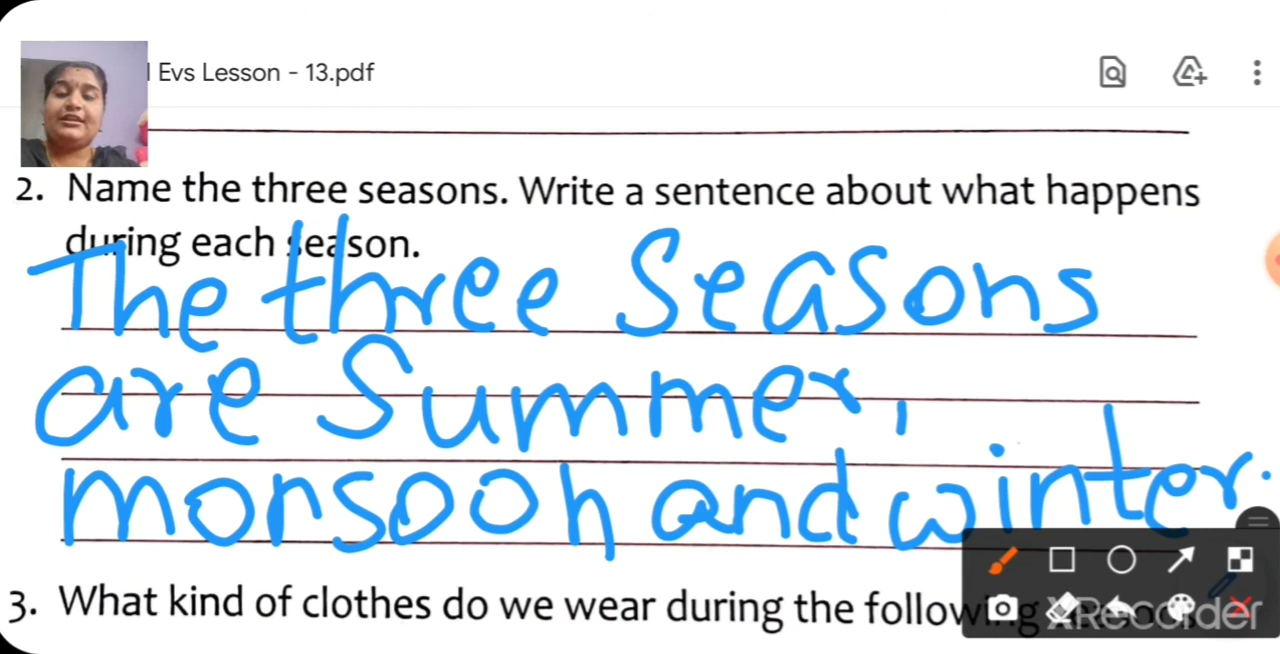 Evs Lesson - 13.pdf
2. Name the three seasons. Write a sentence about what happens
during each season.
The three Seasons
are Summer,
monsooh and winter.
3. What kind of clothes do we wear during the following
XRecorder